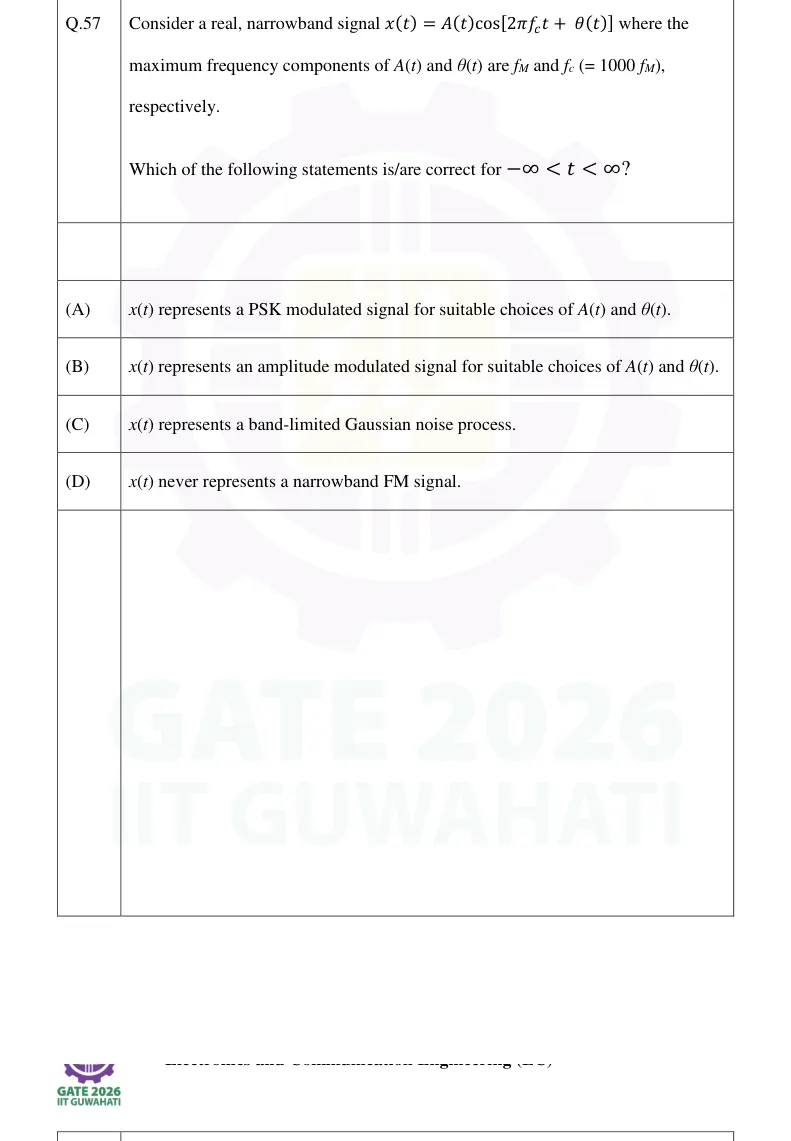 Q.57 Consider a real, narrowband signal 𝑥(𝑡) = 𝐴(𝑡)cos[2𝜋𝑓𝑐𝑡 + 𝜃(𝑡)] where the
maximum frequency components of A(t) and θ(t) are fM and fc (= 1000 fM),
respectively.
Which of the following statements is/are correct for −∞ < 𝑡 < ∞?
(A) x(t) represents a PSK modulated signal for suitable choices of A(t) and θ(t).
(B) x(t) represents an amplitude modulated signal for suitable choices of A(t) and θ(t).
(C) x(t) represents a band-limited Gaussian noise process.
(D) x(t) never represents a narrowband FM signal.
GATE 2026
IIT GUWAHATI
GATE 2026
IIT GUWAHATI